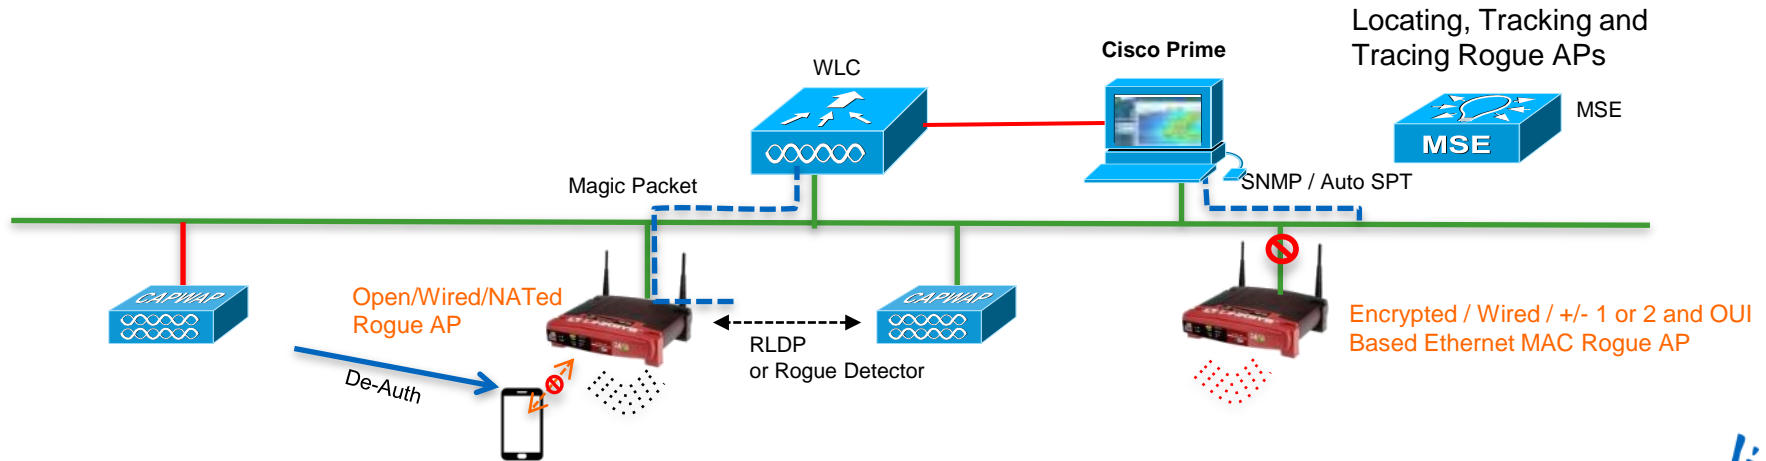 Locating, Tracking and
Tracing Rogue APs
Cisco Prime
WLC
MSE
MSE
Magic Packet
SNMP / Auto SPT
CAPWAP
Open/Wired/NATed
Rogue AP
LINKSYS
CAPWAP
LINKSYS
Encrypted / Wired / +/- 1 or 2 and OUI
Based Ethernet MAC Rogue AP
RLDP
or Rogue Detector
De-Auth